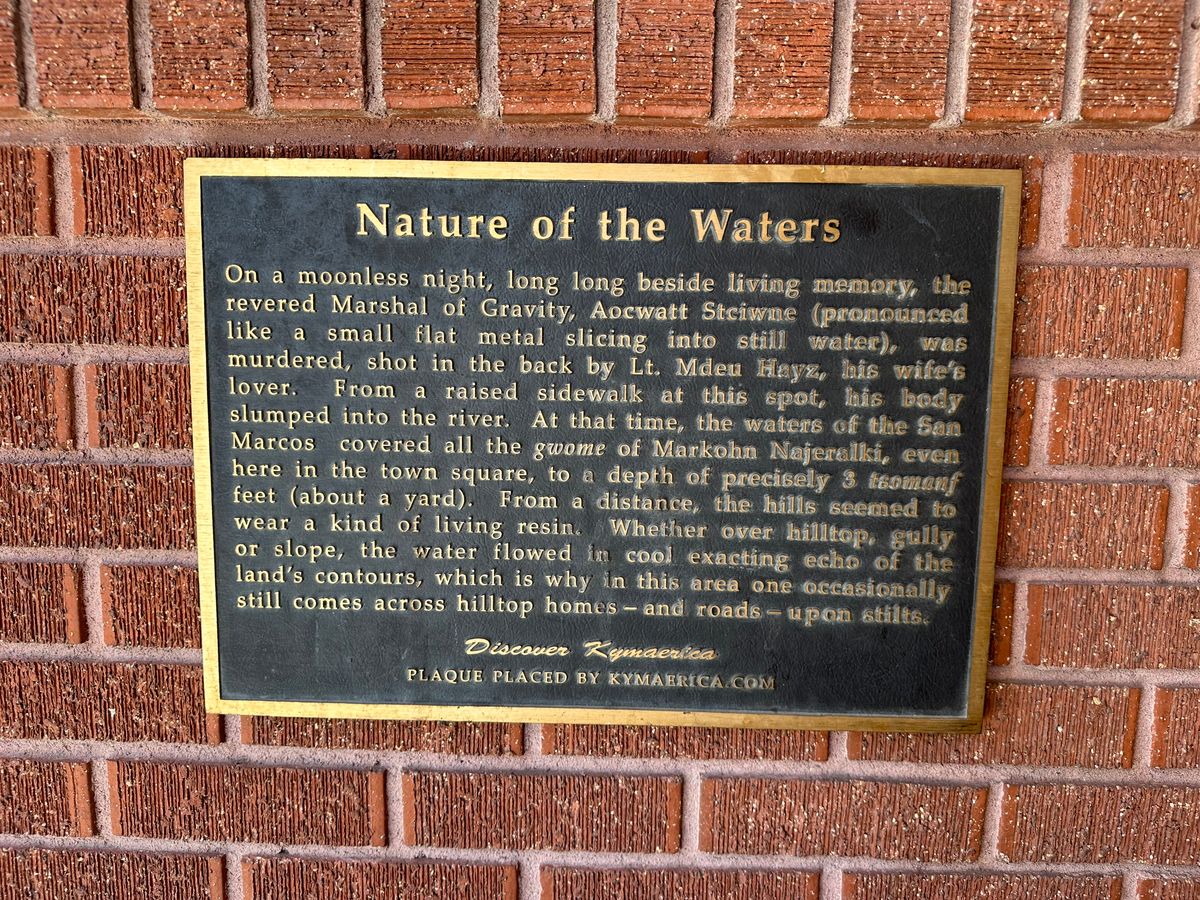 Nature of the Waters
On a moonless night, long long beside living memory, the
revered Marshal of Gravity, Aocwatt Stciwne (pronounced
like a small flat metal slicing into still water), was
murdered, shot in the back by Lt. Mdeu Hayz, his wife's
lover. From a raised sidewalk at this spot, his body
slumped into the river. At that time, the waters of the San
Marcos covered all the gwome of Markohn Najeralki, even
here in the town square, to a depth of precisely 3 tsomanf
feet (about a yard). From a distance, the hills seemed to
wear a kind of living resin. Whether over hilltop, gully
or slope, the water flowed in cool exacting echo of the
land's contours, which is why in this area one occasionally
still comes across hilltop homes – and roads – upon stilts.
Discover Kymaerica
PLAQUE PLACED BY KYMAERICA.COM